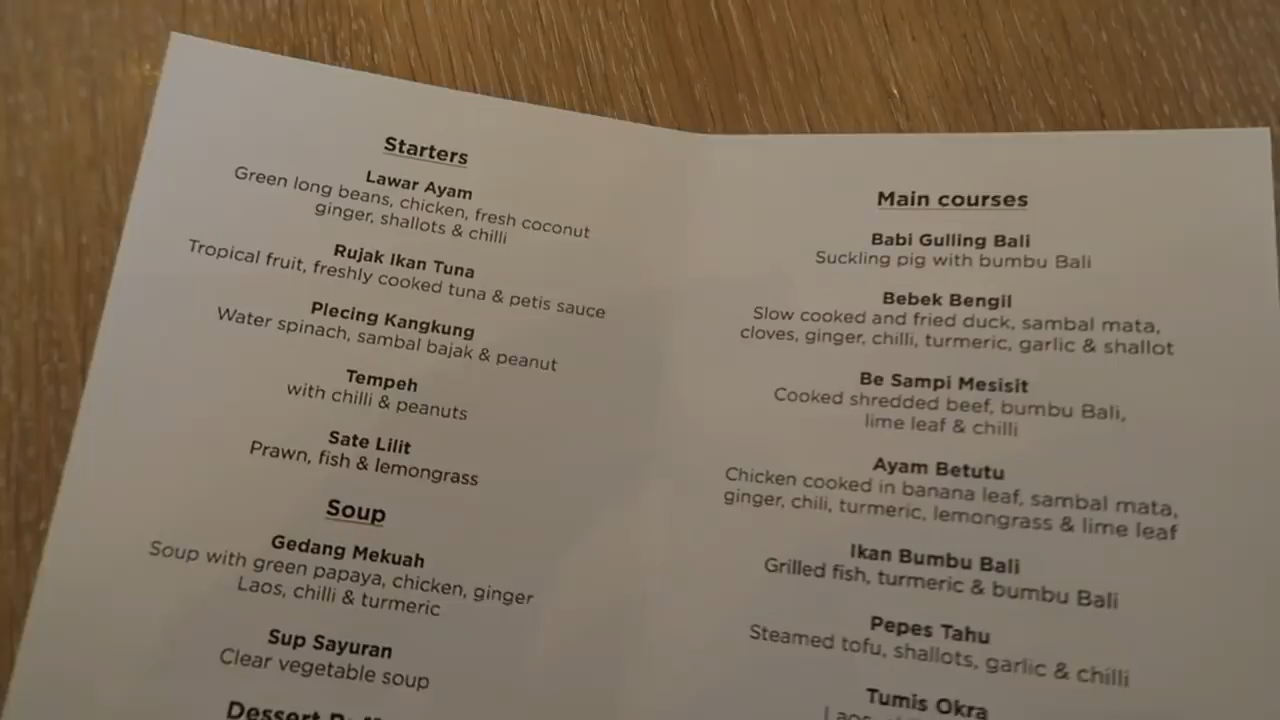 Starters
Lawar Ayam
Green long beans, chicken, fresh coconut
ginger, shallots & chilli
Rujak Ikan Tuna
Tropical fruit, freshly cooked tuna & petis sauce
Plecing Kangkung
Water spinach, sambal bajak & peanut
Tempeh
with chilli & peanuts
Sate Lilit
Prawn, fish & lemongrass
Soup
Gedang Mekuah
Soup with green papaya, chicken, ginger
Laos, chilli & turmeric
Sup Sayuran
Clear vegetable soup
Dessert
Main courses
Babi Gulling Bali
Suckling pig with bumbu Bali
Bebek Bengil
Slow cooked and fried duck, sambal mata,
cloves, ginger, chilli, turmeric, garlic & shallot
Be Sampi Mesisit
Cooked shredded beef, bumbu Bali,
lime leaf & chilli
Ayam Betutu
Chicken cooked in banana leaf, sambal mata,
ginger, chili, turmeric, lemongrass & lime leaf
Ikan Bumbu Bali
Grilled fish, turmeric & bumbu Bali
Pepes Tahu
Steamed tofu, shallots, garlic & chilli
Tumis Okra